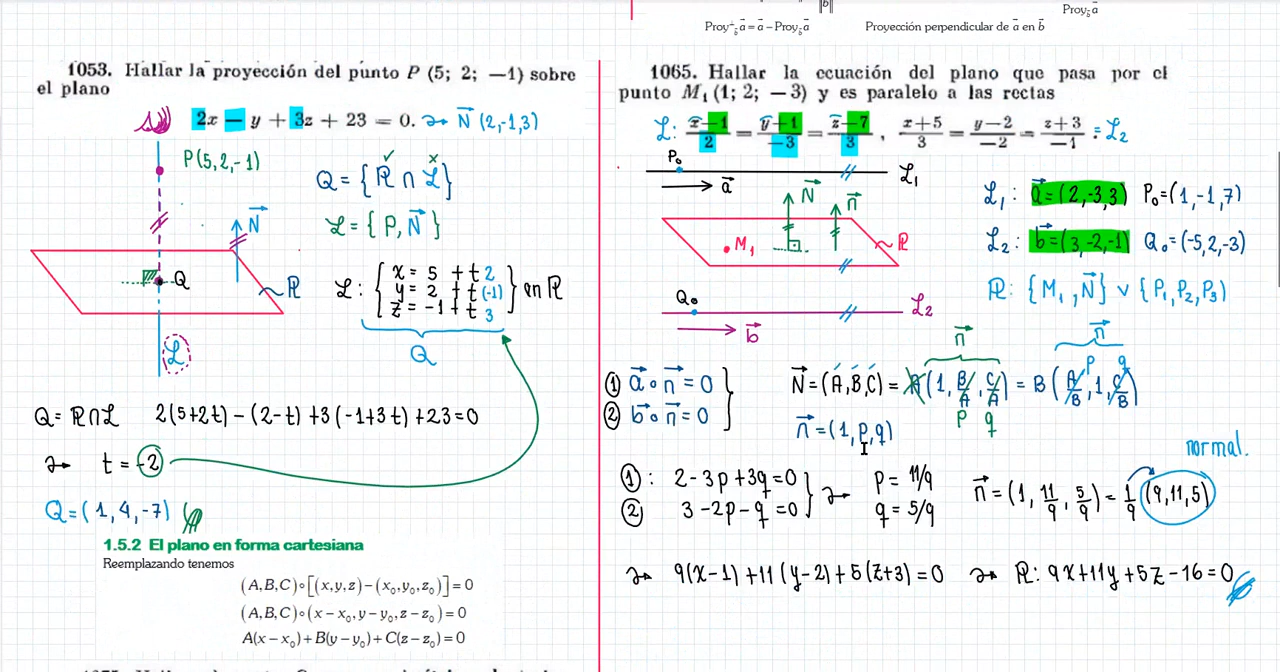 Proy⊥b⃗ a⃗ = a⃗ − Proyb⃗ a⃗ Proyección perpendicular de a⃗ en b⃗
Proyb⃗ a⃗
|b⃗|
1053. Hallar la proyección del punto P (5; 2; −1) sobre
el plano
2x − y + 3z + 23 = 0. → N⃗ (2,-1,3)
P(5,2,-1)
N⃗
Q
ℝ
L
Q = {ℝ ∩ L}
L = {P, N⃗}
L: { x = 5 + t2
y = 2 + t(-1)
z = -1 + t3 } en ℝ
Q
Q = ℝ∩L 2(5+2t) − (2−t) + 3(−1+3t) + 23 = 0
→ t = -2
Q = (1, 4, -7)
1.5.2 El plano en forma cartesiana
Reemplazando tenemos
(A,B,C)∘[(x,y,z)−(x₀,y₀,z₀)]=0
(A,B,C)∘(x−x₀,y−y₀,z−z₀)=0
A(x−x₀)+B(y−y₀)+C(z−z₀)=0
1065. Hallar la ecuación del plano que pasa por el
punto M₁ (1; 2; −3) y es paralelo a las rectas
L: (x−1)/2 = (y+1)/−3 = (z−7)/3 , (x+5)/3 = (y−2)/−2 = (z+3)/−1 : L₂
P₀
a⃗
L₁
N⃗
n⃗
M₁
ℝ
Q₀
b⃗
L₂
L₁: a⃗=(2,-3,3) P₀=(1,-1,7)
L₂: b⃗=(3,-2,-1) Q₀=(-5,2,-3)
ℝ: {M₁, N⃗} v {P₁, P₂, P₃}
① a⃗ ∘ n⃗ = 0
② b⃗ ∘ n⃗ = 0
n⃗ n⃗
N⃗ = (A,B,C) = A(1, B/A, C/A) = B(A/B, 1, C/B)
p q p q
n⃗ = (1,p,q)
normal.
①: 2 − 3p + 3q = 0
② 3 − 2p − q = 0
→ p = 11/9
q = 5/9
n⃗ = (1, 11/9, 5/9) = 1/9 (9,11,5)
→ 9(x−1) + 11(y−2) + 5(z+3) = 0 → ℝ: 9x+11y+5z−16=0